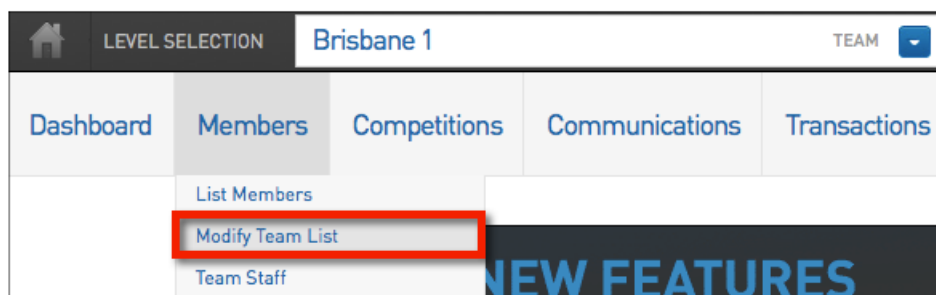 LEVEL SELECTION Brisbane 1 TEAM
Dashboard Members Competitions Communications Transactions
List Members
Modify Team List
Team Staff
NEW FEATURES